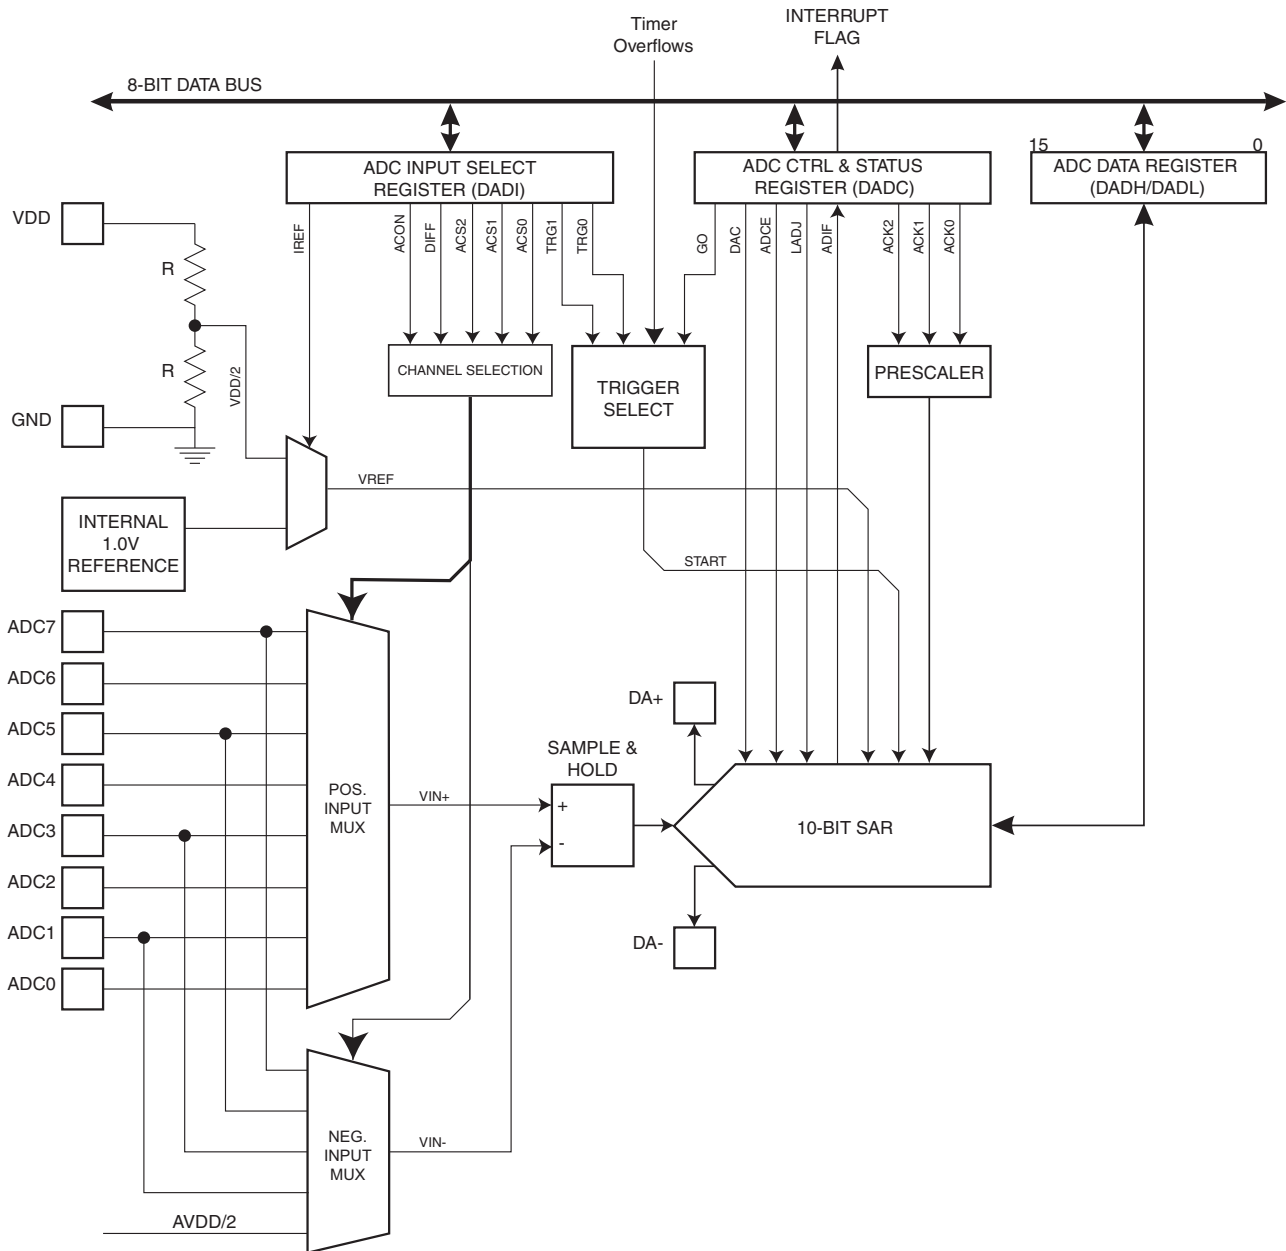 Timer
Overflows
INTERRUPT
FLAG
8-BIT DATA BUS
ADC INPUT SELECT
REGISTER (DADI)
ADC CTRL & STATUS
REGISTER (DADC)
15
0
ADC DATA REGISTER
(DADH/DADL)
IREF
ACON
DIFF
ACS2
ACS1
ACS0
TRG1
TRG0
GO
DAC
ADCE
LADJ
ADIF
ACK2
ACK1
ACK0
VDD
R
R
VDD/2
GND
CHANNEL SELECTION
TRIGGER
SELECT
PRESCALER
VREF
INTERNAL
1.0V
REFERENCE
START
ADC7
ADC6
ADC5
ADC4
ADC3
ADC2
ADC1
ADC0
POS.
INPUT
MUX
VIN+
SAMPLE &
HOLD
+
-
DA+
10-BIT SAR
DA-
NEG.
INPUT
MUX
VIN-
AVDD/2